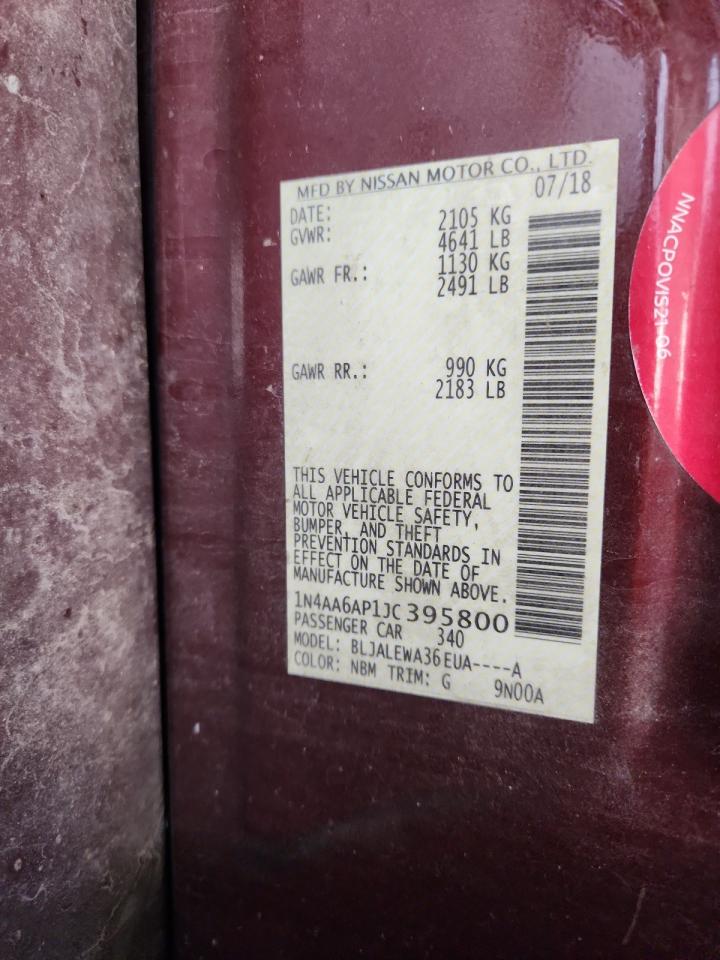 MFD BY NISSAN MOTOR CO., LTD.
DATE: 07/18
GVWR: 2105 KG
4641 LB
GAWR FR.: 1130 KG
2491 LB
GAWR RR.: 990 KG
2183 LB
THIS VEHICLE CONFORMS TO
ALL APPLICABLE FEDERAL
MOTOR VEHICLE SAFETY,
BUMPER, AND THEFT
PREVENTION STANDARDS IN
EFFECT ON THE DATE OF
MANUFACTURE SHOWN ABOVE.
1N4AA6AP1JC395800
PASSENGER CAR 340
MODEL: BLJALEWA36EUA----A
COLOR: NBM TRIM: G 9N00A
NNACPOVIS21-06